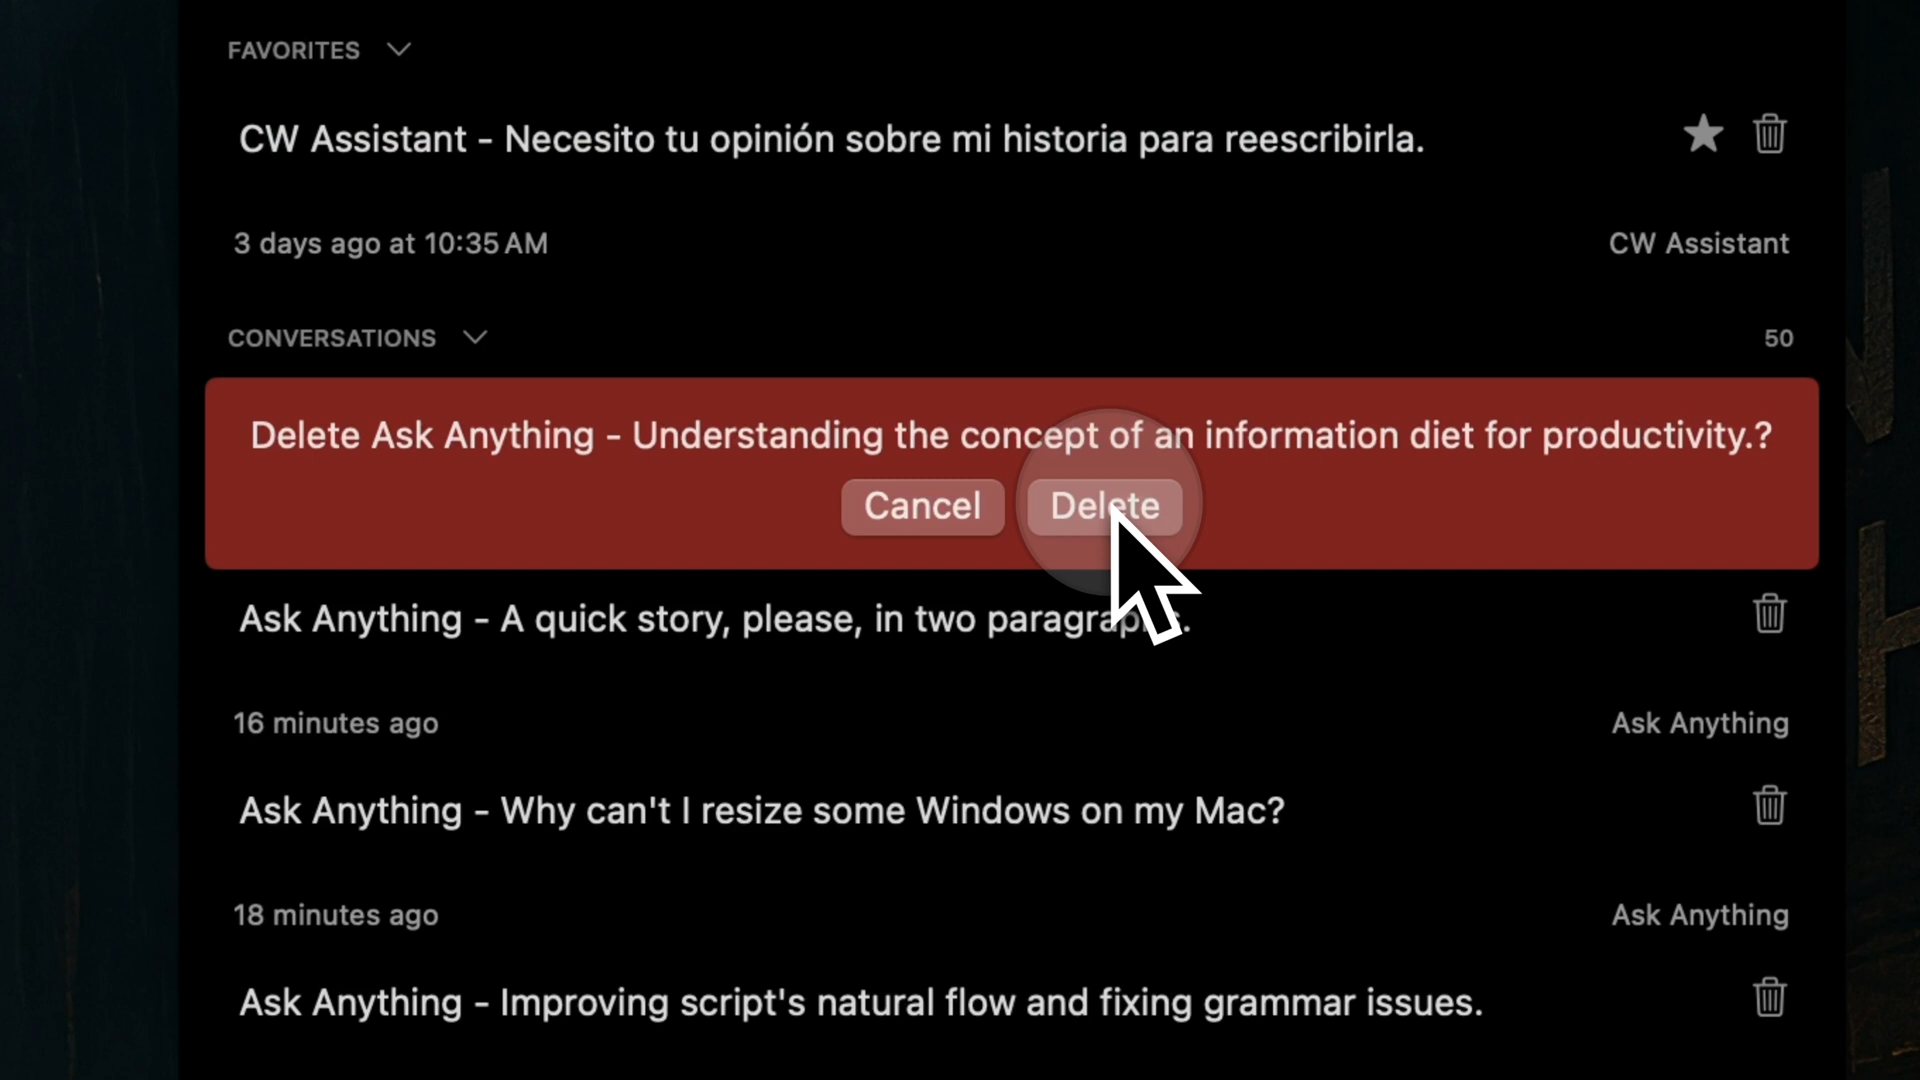 FAVORITES
CW Assistant - Necesito tu opinión sobre mi historia para reescribirla.
3 days ago at 10:35 AM
CW Assistant
CONVERSATIONS
50
Delete Ask Anything - Understanding the concept of an information diet for productivity.?
Cancel
Delete
Ask Anything - A quick story, please, in two paragraphs.
16 minutes ago
Ask Anything
Ask Anything - Why can't I resize some Windows on my Mac?
18 minutes ago
Ask Anything
Ask Anything - Improving script's natural flow and fixing grammar issues.